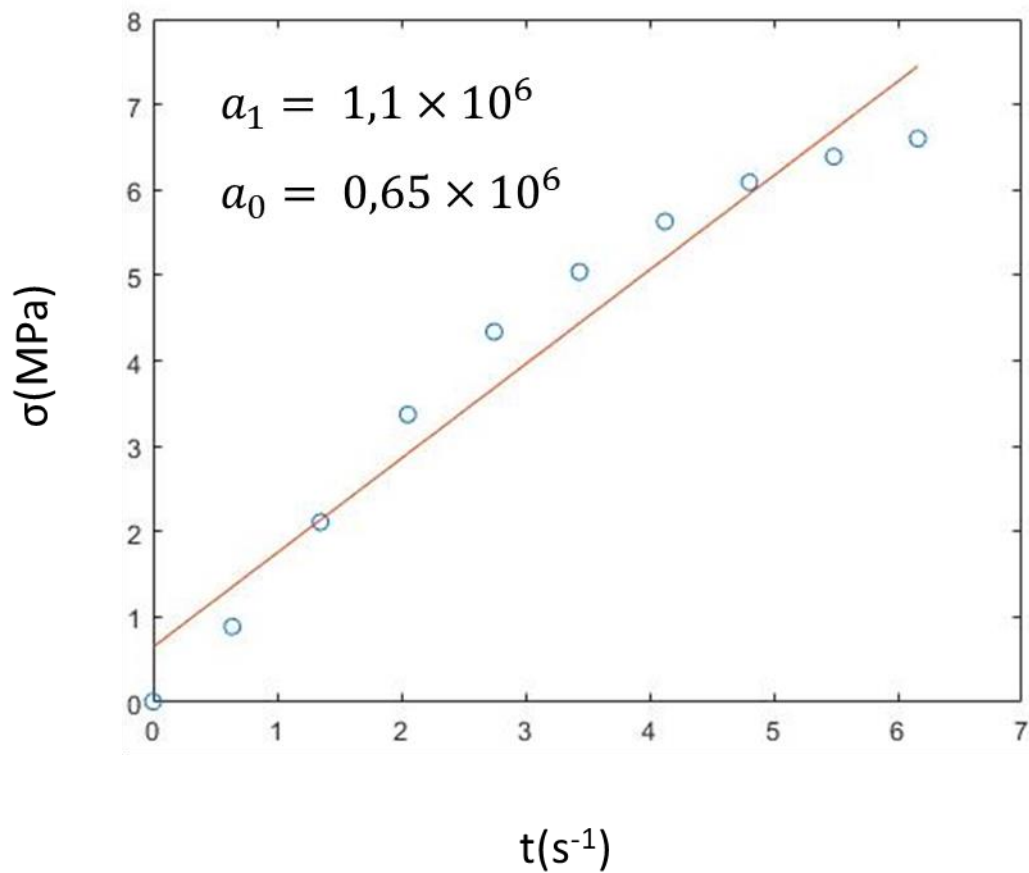 8
7
6
5
4
3
2
1
0
a₁ = 1,1 × 10⁶
a₀ = 0,65 × 10⁶
σ(MPa)
0 1 2 3 4 5 6 7
t(s⁻¹)